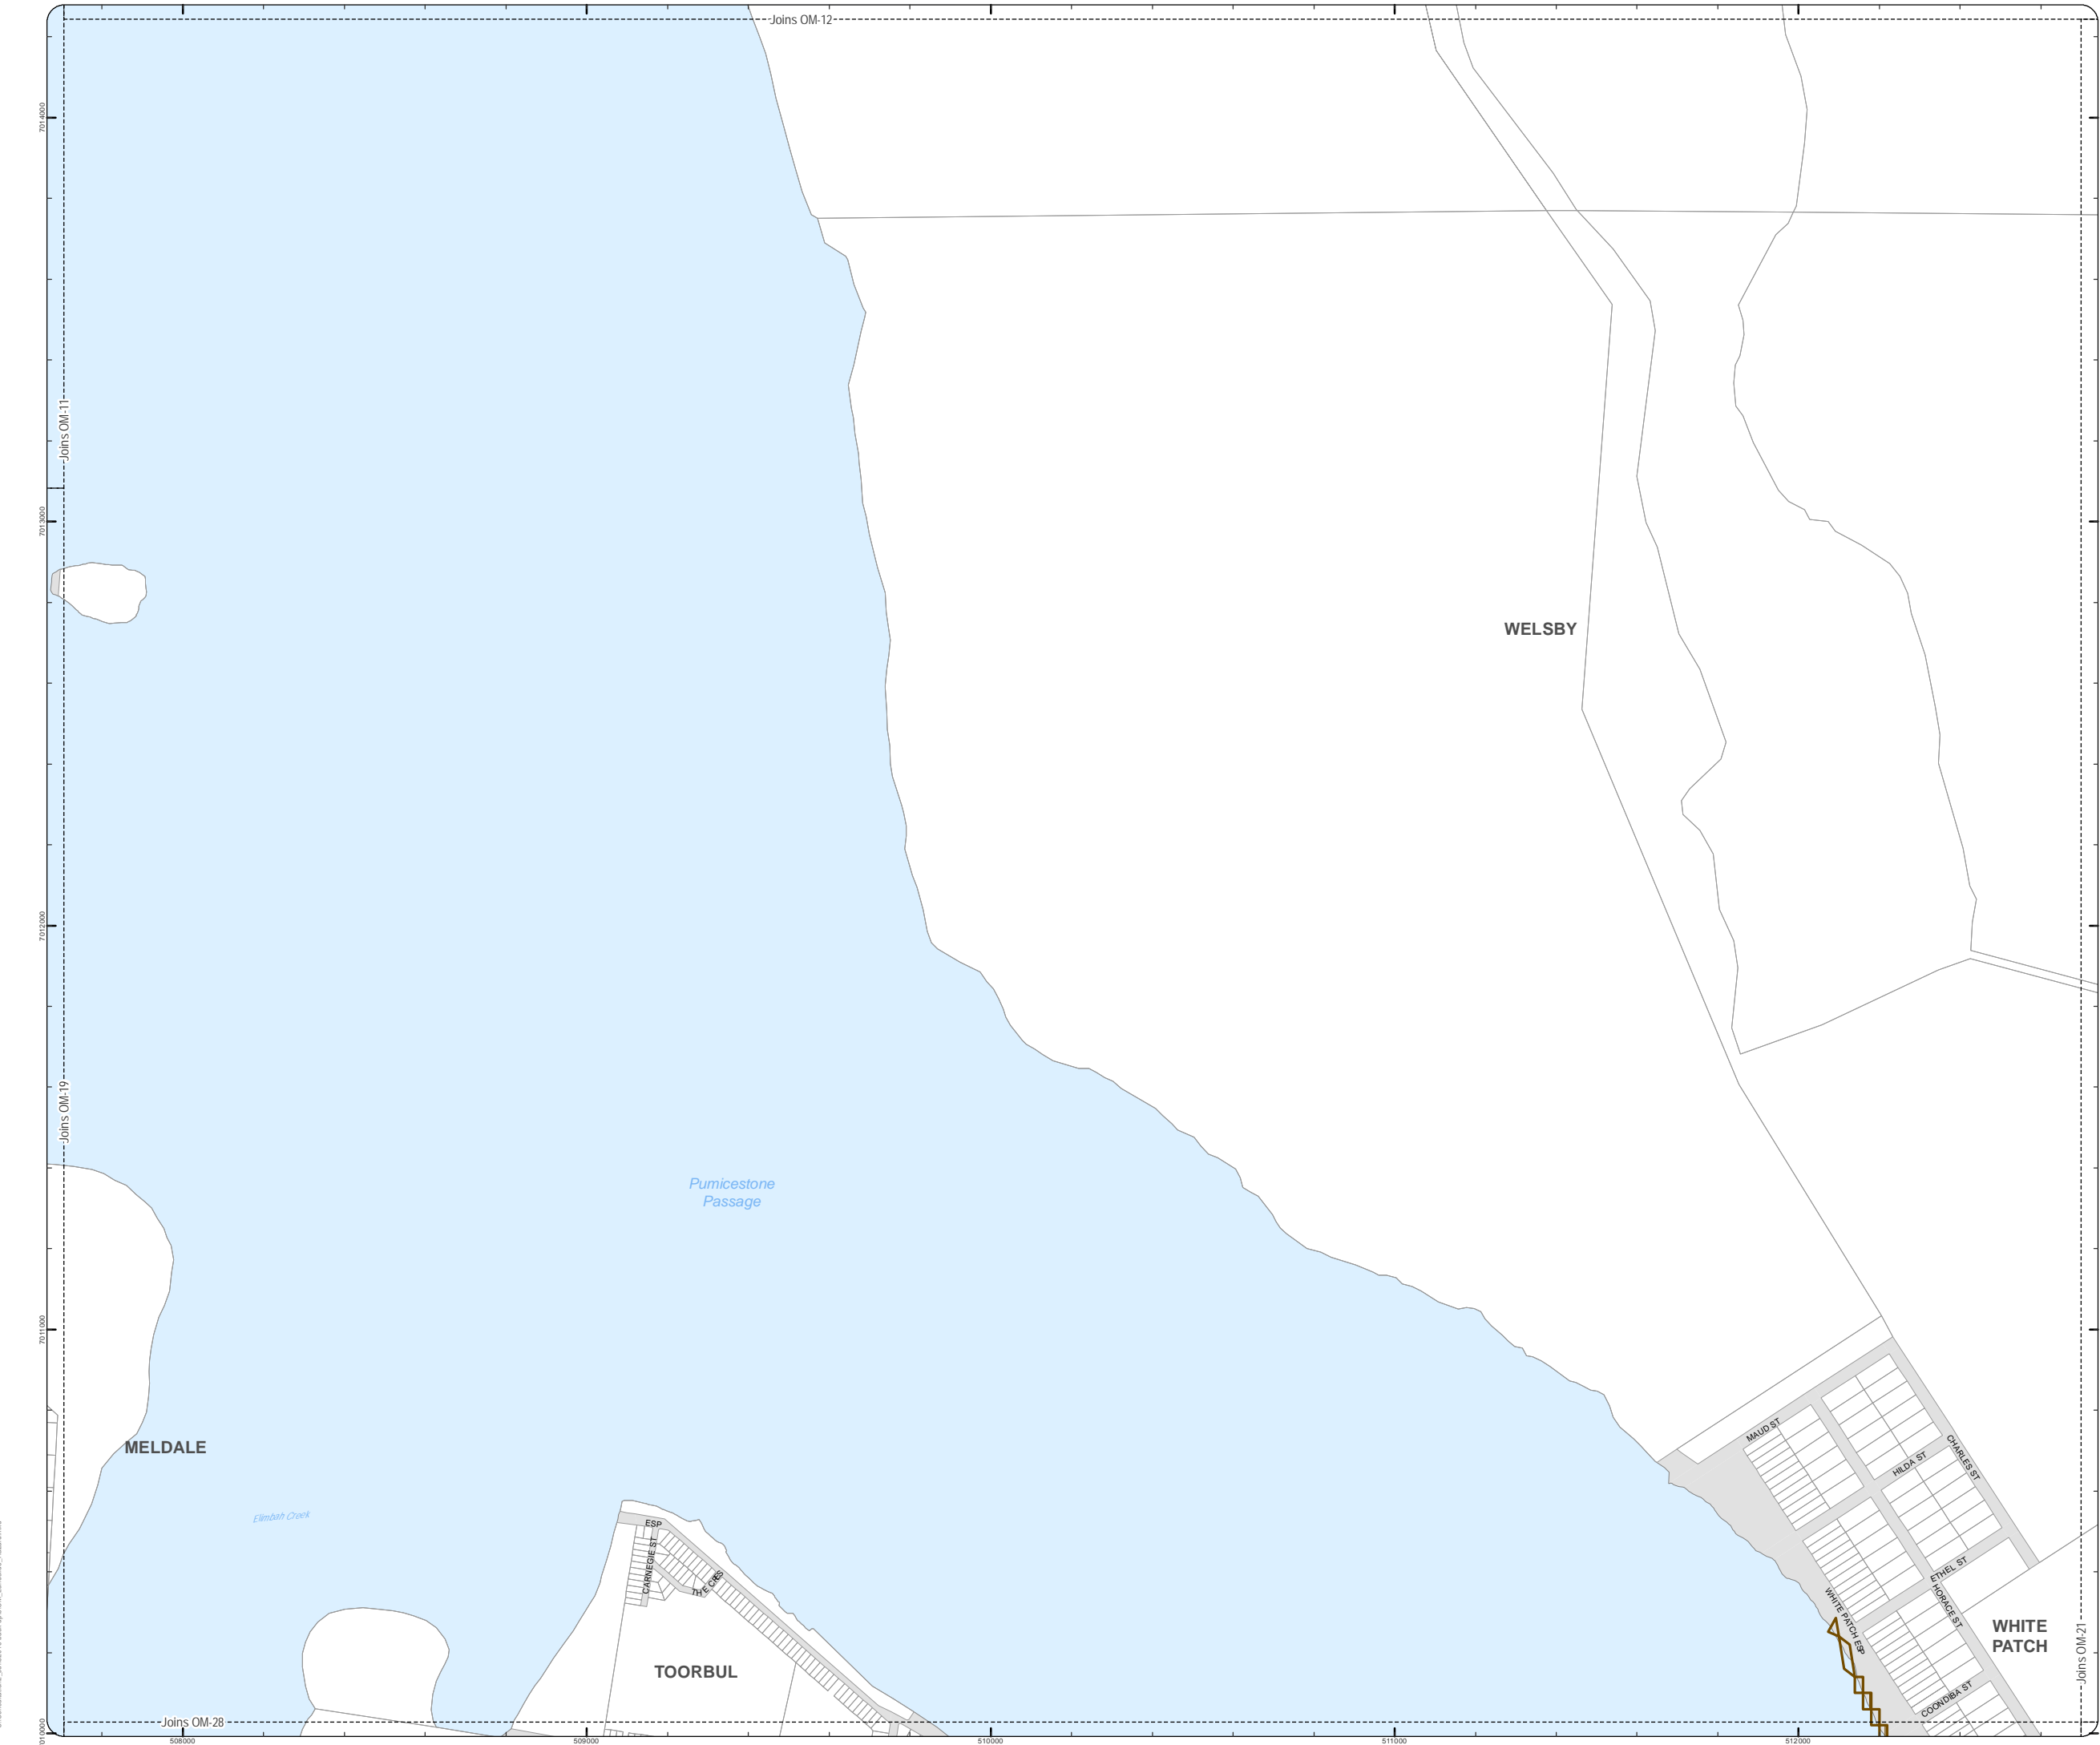 Joins OM-12
7014000
Joins OM-11
7013000
WELSBY
7012000
Joins OM-19
Pumicestone
Passage
7011000
MAUD ST
CHARLES ST
HILDA ST
MELDALE
Elimbah Creek
ESP
CARNEGIE ST
THE CRES
ETHEL ST
HORACE ST
WHITE PATCH ESP
WHITE
PATCH
Joins OM-21
TOORBUL
COONDIBA ST
Joins OM-28
508000
509000
510000
511000
512000